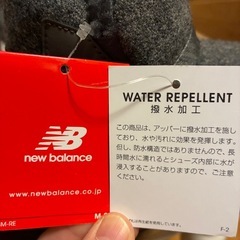 new balance
www.newbalance.co.jp
M-RE
WATER REPELLENT
撥水加工
この商品は、アッパーに撥水加工を施して
おり、水や汚れに効果を発揮します。
但し、防水構造ではありませんので、長
時間水に濡れるとシューズ内部に水が
浸入することがありますので、ご注意
ください。
F-2